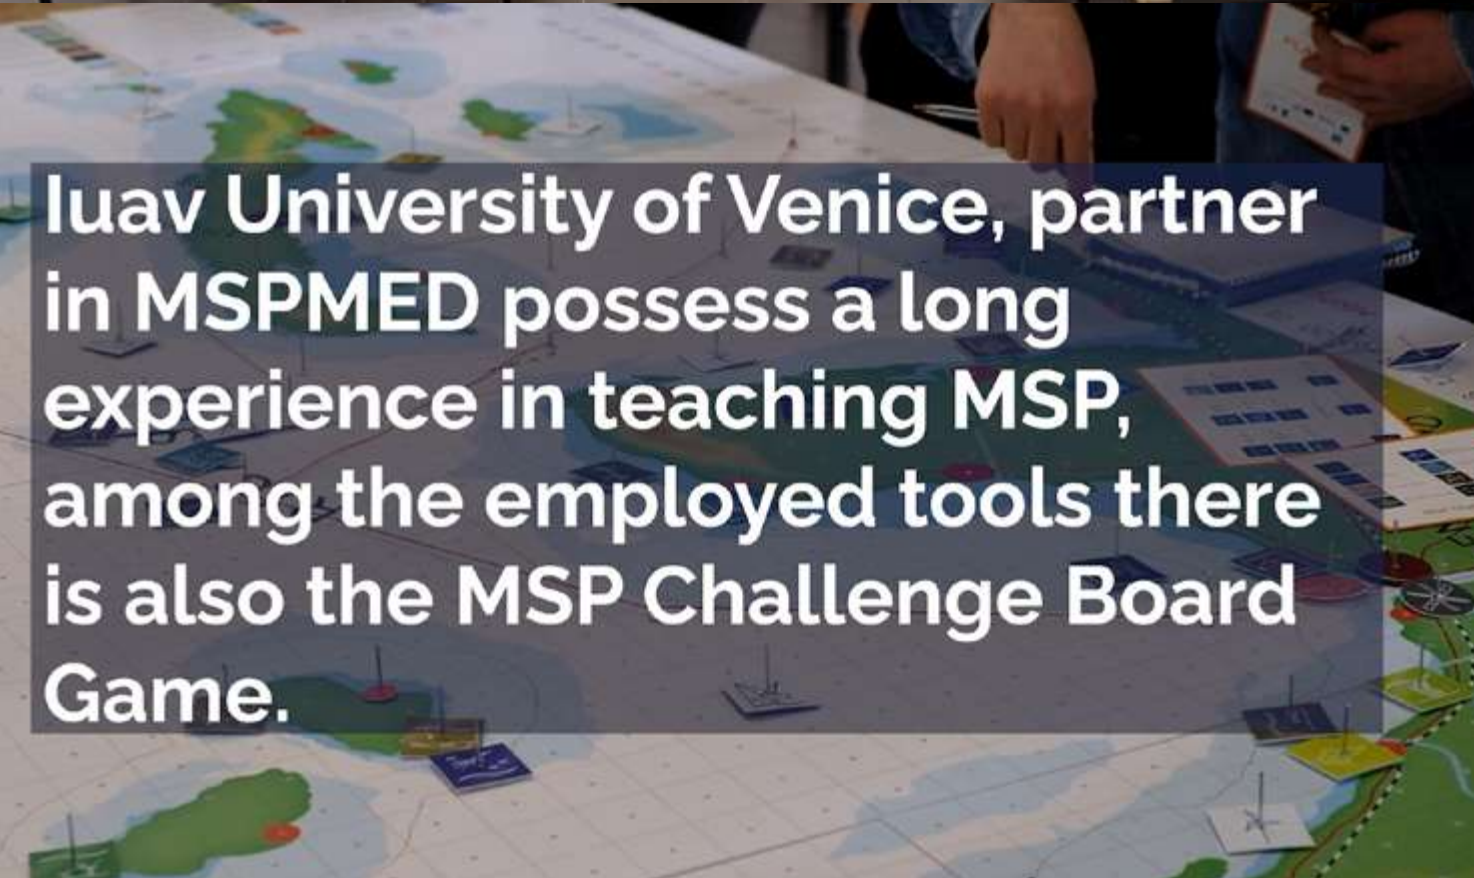 Iuav University of Venice, partner
in MSPMED possess a long
experience in teaching MSP,
among the employed tools there
is also the MSP Challenge Board
Game.